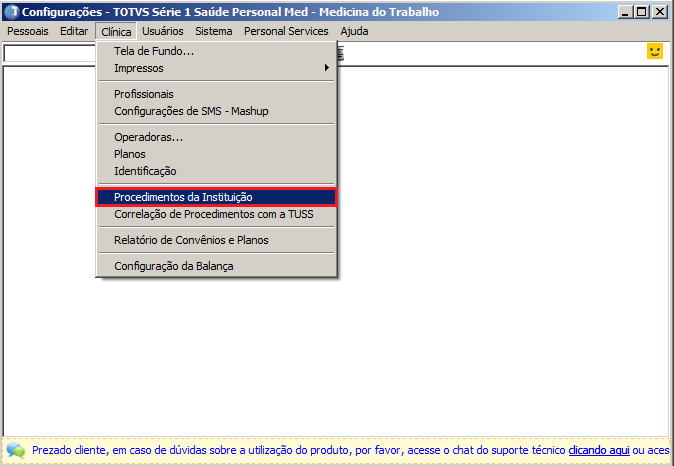 Configurações - TOTVS Série 1 Saúde Personal Med - Medicina do Trabalho
Pessoais Editar Clínica Usuários Sistema Personal Services Ajuda
Tela de Fundo...
Impressos
Profissionais
Configurações de SMS - Mashup
Operadoras...
Planos
Identificação
Procedimentos da Instituição
Correlação de Procedimentos com a TUSS
Relatório de Convênios e Planos
Configuração da Balança
Prezado cliente, em caso de dúvidas sobre a utilização do produto, por favor, acesse o chat do suporte técnico clicando aqui ou aces